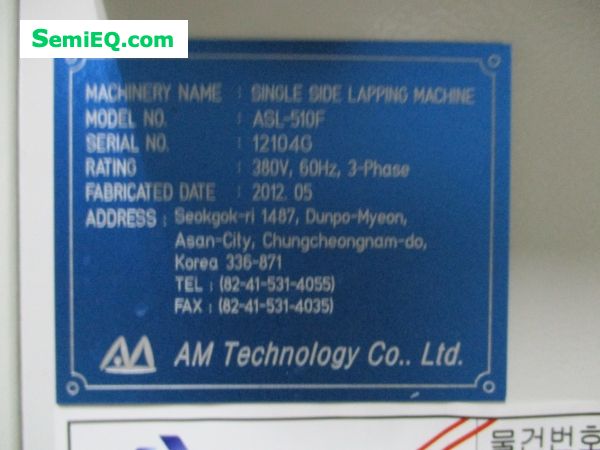 SemiEQ.com
MACHINERY NAME : SINGLE SIDE LAPPING MACHINE
MODEL NO. : ASL-510F
SERIAL NO. : 12104G
RATING : 380V, 60Hz, 3-Phase
FABRICATED DATE : 2012. 05
ADDRESS : Seokgok-ri 1487, Dunpo-Myeon,
Asan-City, Chungcheongnam-do,
Korea 336-871
TEL : (82-41-531-4055)
FAX : (82-41-531-4035)
AM Technology Co.. Ltd.
물건번호